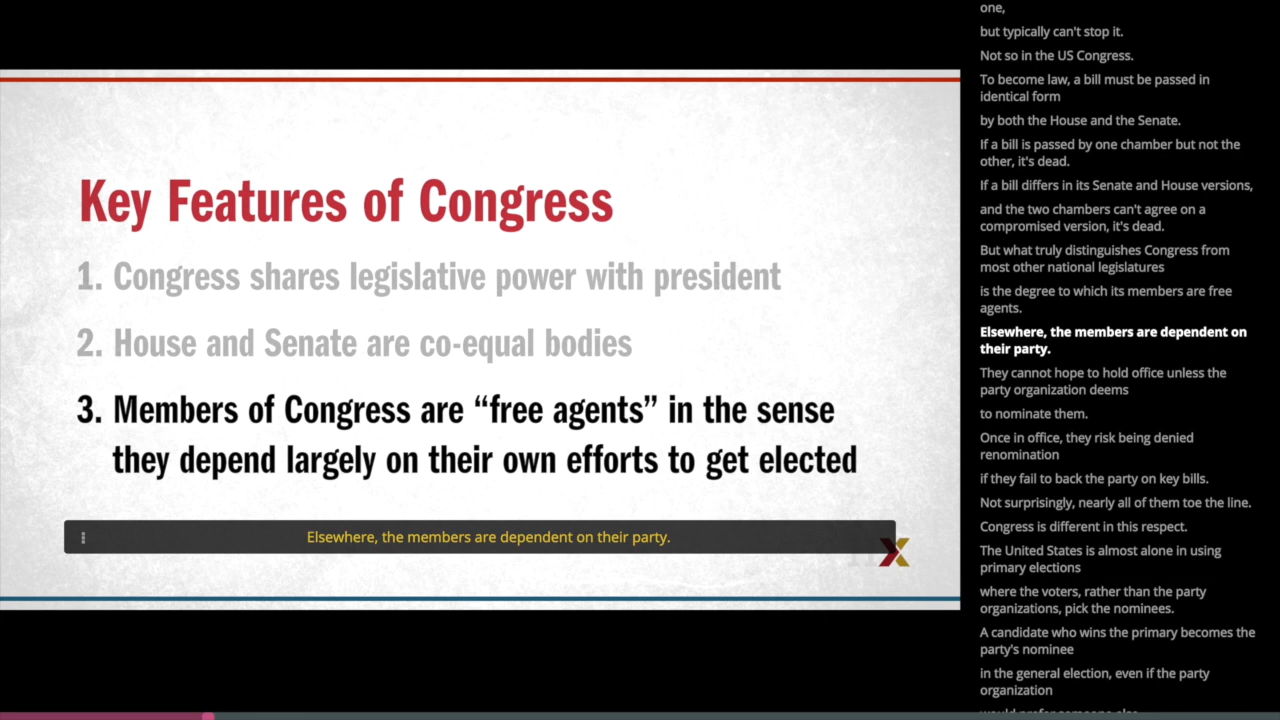 Key Features of Congress
1. Congress shares legislative power with president
2. House and Senate are co-equal bodies
3. Members of Congress are “free agents” in the sense
they depend largely on their own efforts to get elected
Elsewhere, the members are dependent on their party.
one,
but typically can't stop it.
Not so in the US Congress.
To become law, a bill must be passed in
identical form
by both the House and the Senate.
If a bill is passed by one chamber but not the
other, it's dead.
If a bill differs in its Senate and House versions,
and the two chambers can't agree on a
compromised version, it's dead.
But what truly distinguishes Congress from
most other national legislatures
is the degree to which its members are free
agents.
Elsewhere, the members are dependent on
their party.
They cannot hope to hold office unless the
party organization deems
to nominate them.
Once in office, they risk being denied
renomination
if they fail to back the party on key bills.
Not surprisingly, nearly all of them toe the line.
Congress is different in this respect.
The United States is almost alone in using
primary elections
where the voters, rather than the party
organizations, pick the nominees.
A candidate who wins the primary becomes the
party's nominee
in the general election, even if the party
organization
would prefer someone else